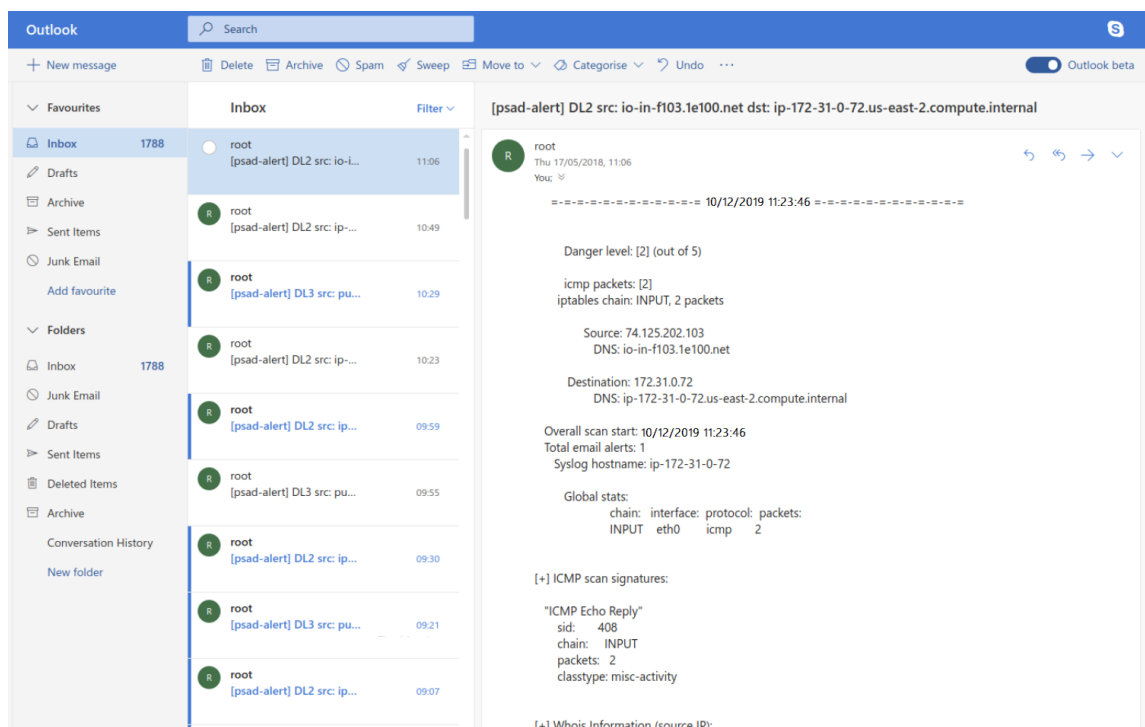 Outlook
Search
New message
Delete Archive Spam Sweep Move to Categorise Undo ...
Outlook beta
Favourites
Inbox 1788
Drafts
Archive
Sent Items
Junk Email
Add favourite
Folders
Inbox 1788
Junk Email
Drafts
Sent Items
Deleted Items
Archive
Conversation History
New folder
Inbox Filter
root
[psad-alert] DL2 src: io-i... 11:06
R
root
[psad-alert] DL2 src: ip-... 10:49
R
root
[psad-alert] DL3 src: pu... 10:29
R
root
[psad-alert] DL2 src: ip-... 10:23
R
root
[psad-alert] DL2 src: ip... 09:59
R
root
[psad-alert] DL3 src: pu... 09:55
R
root
[psad-alert] DL2 src: ip... 09:30
R
root
[psad-alert] DL3 src: pu... 09:21
R
root
[psad-alert] DL2 src: ip... 09:07
[psad-alert] DL2 src: io-in-f103.1e100.net dst: ip-172-31-0-72.us-east-2.compute.internal
R
root
Thu 17/05/2018, 11:06
You;
=-=-=-=-=-=-=-=-=-=-=-= 10/12/2019 11:23:46 =-=-=-=-=-=-=-=-=-=-=-=
Danger level: [2] (out of 5)
icmp packets: [2]
iptables chain: INPUT, 2 packets
Source: 74.125.202.103
DNS: io-in-f103.1e100.net
Destination: 172.31.0.72
DNS: ip-172-31-0-72.us-east-2.compute.internal
Overall scan start: 10/12/2019 11:23:46
Total email alerts: 1
Syslog hostname: ip-172-31-0-72
Global stats:
chain: interface: protocol: packets:
INPUT eth0 icmp 2
[+] ICMP scan signatures:
"ICMP Echo Reply"
sid: 408
chain: INPUT
packets: 2
classtype: misc-activity
[+] Whois Information (source IP):